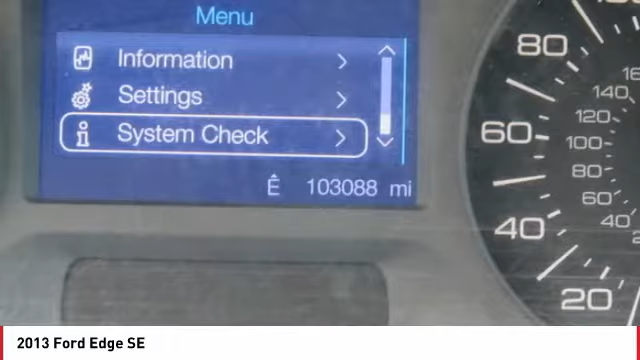 Menu
Information
Settings
System Check
Ê 103088 mi
80
60
40
20
140
120
100
80
60
40
2013 Ford Edge SE